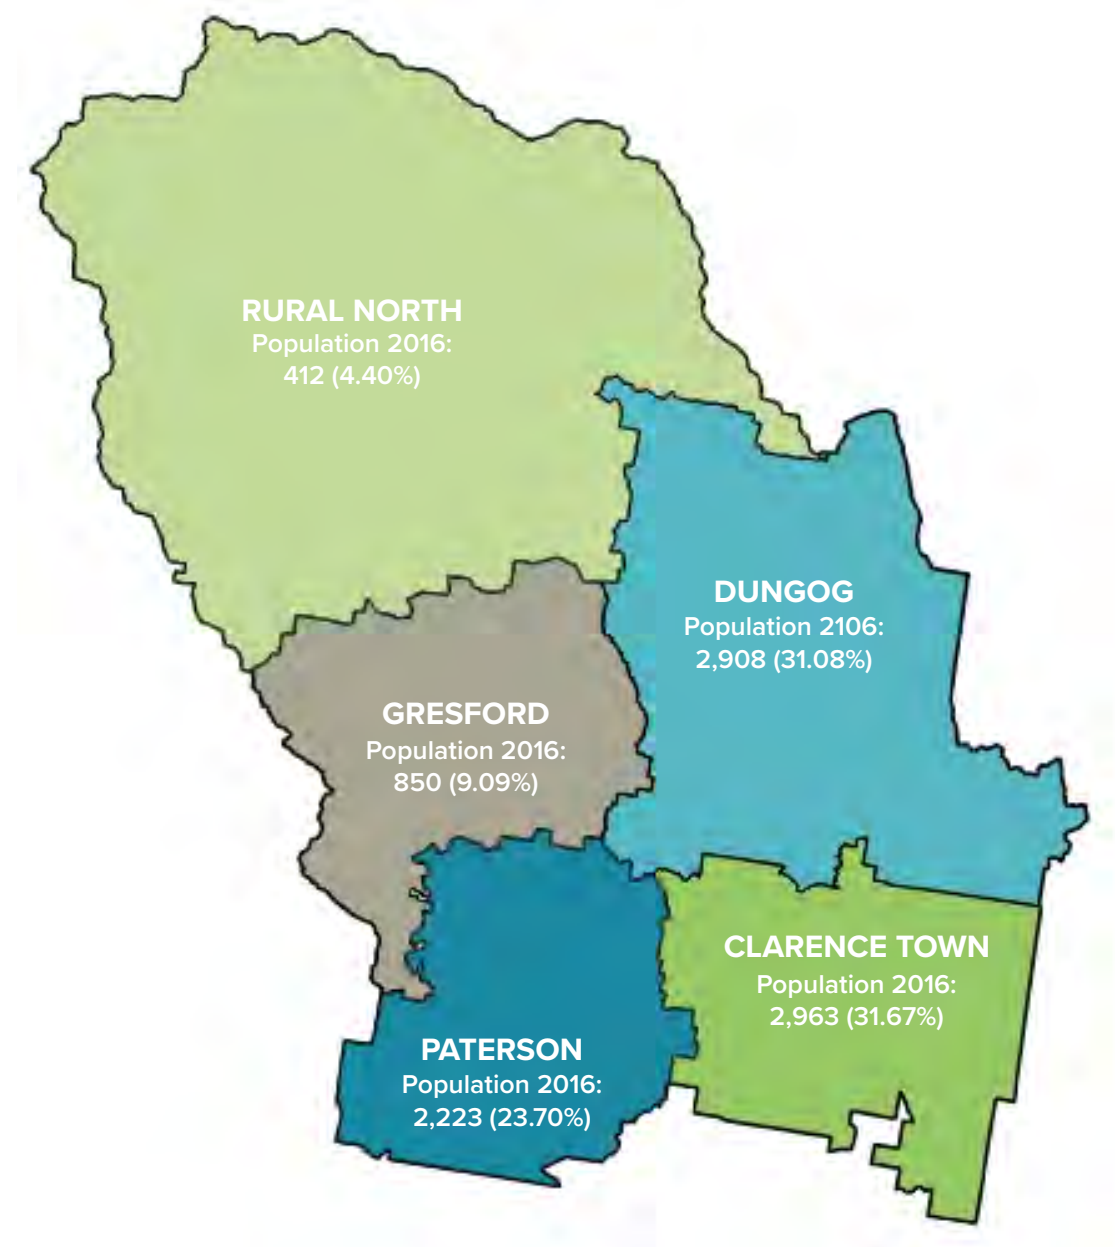 RURAL NORTH
Population 2016:
412 (4.40%)
DUNGOG
Population 2106:
2,908 (31.08%)
GRESFORD
Population 2016:
850 (9.09%)
CLARENCE TOWN
Population 2016:
2,963 (31.67%)
PATERSON
Population 2016:
2,223 (23.70%)